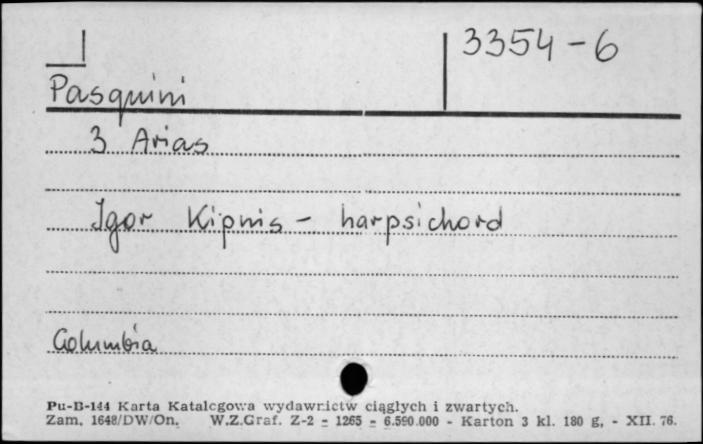 3354-6
Pasquini
3 Arias
Igor Kipnis - harpsichord
Columbia
Pu-B-144 Karta Katalogowa wydawnictw ciągłych i zwartych.
Zam. 1648/DW/On. W.Z.Graf. Z-2 - 1265 - 6.590.000 - Karton 3 kl. 180 g, - XII. 76.